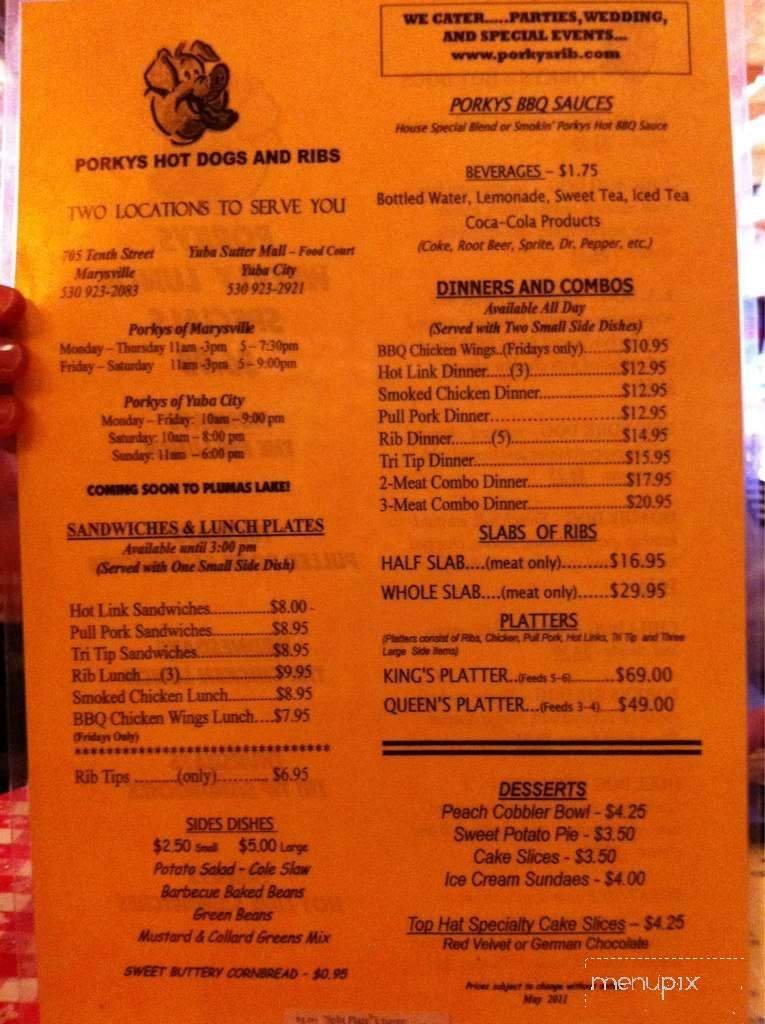 PORKYS HOT DOGS AND RIBS
TWO LOCATIONS TO SERVE YOU
705 Tenth Street
Marysville
530 923-2083
Yuba Sutter Mall – Food Court
Yuba City
530 923-2921
Porkys of Marysville
Monday – Thursday 11am -3pm 5 – 7:30pm
Friday – Saturday 11am -3pm 5 – 9:00pm
Porkys of Yuba City
Monday – Friday: 10am – 9:00 pm
Saturday: 10am – 8:00 pm
Sunday: 11am – 6:00 pm
COMING SOON TO PLUMAS LAKE!
SANDWICHES & LUNCH PLATES
Available until 3:00 pm
(Served with One Small Side Dish)
Hot Link Sandwiches..............$8.00
Pull Pork Sandwiches.............$8.95
Tri Tip Sandwiches................$8.95
Rib Lunch.....(3)....................$9.95
Smoked Chicken Lunch..........$8.95
BBQ Chicken Wings Lunch....$7.95
(Fridays Only)
********************************
Rib Tips ..........(only)............ $6.95
SIDES DISHES
$2.50 Small $5.00 Large
Potato Salad - Cole Slaw
Barbecue Baked Beans
Green Beans
Mustard & Collard Greens Mix
SWEET BUTTERY CORNBREAD - $0.95
WE CATER.....PARTIES, WEDDING,
AND SPECIAL EVENTS...
www.porkysrib.com
PORKYS BBQ SAUCES
House Special Blend or Smokin' Porkys Hot BBQ Sauce
BEVERAGES – $1.75
Bottled Water, Lemonade, Sweet Tea, Iced Tea
Coca-Cola Products
(Coke, Root Beer, Sprite, Dr. Pepper, etc.)
DINNERS AND COMBOS
Available All Day
(Served with Two Small Side Dishes)
BBQ Chicken Wings..(Fridays only).........$10.95
Hot Link Dinner......(3).........................$12.95
Smoked Chicken Dinner.......................$12.95
Pull Pork Dinner..................................$12.95
Rib Dinner..........(5)............................$14.95
Tri Tip Dinner......................................$15.95
2-Meat Combo Dinner..........................$17.95
3-Meat Combo Dinner..........................$20.95
SLABS OF RIBS
HALF SLAB....(meat only).........$16.95
WHOLE SLAB....(meat only)......$29.95
PLATTERS
(Platters consist of Ribs, Chicken, Pull Pork, Hot Links, Tri Tip and Three
Large Side Items)
KING'S PLATTER..(Feeds 5-6)......$69.00
QUEEN'S PLATTER...(Feeds 3-4)....$49.00
DESSERTS
Peach Cobbler Bowl - $4.25
Sweet Potato Pie - $3.50
Cake Slices - $3.50
Ice Cream Sundaes - $4.00
Top Hat Specialty Cake Slices – $4.25
Red Velvet or German Chocolate
Prices subject to change without
May 2011
menupix
"Split Plate" Charge